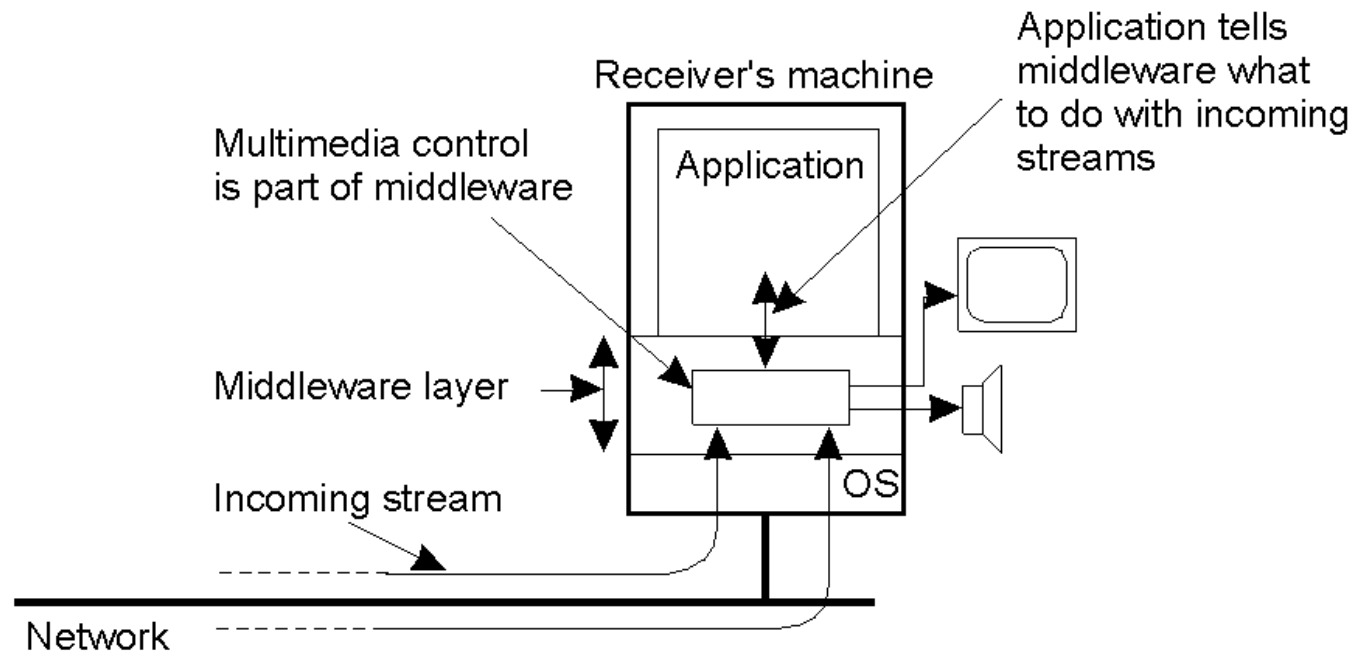 Receiver's machine
Application tells
middleware what
to do with incoming
streams
Multimedia control
is part of middleware
Application
Middleware layer
Incoming stream
OS
Network